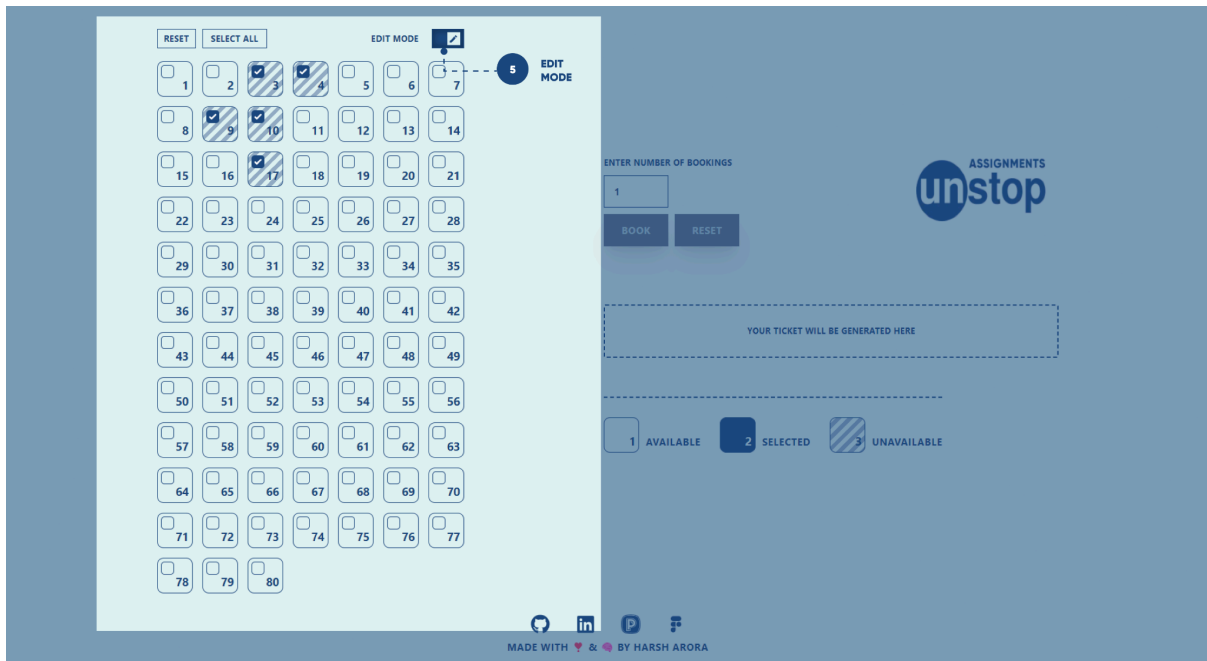 RESET SELECT ALL EDIT MODE
5 EDIT
MODE
1 2 3 4 5 6 7
8 9 10 11 12 13 14
15 16 17 18 19 20 21
22 23 24 25 26 27 28
29 30 31 32 33 34 35
36 37 38 39 40 41 42
43 44 45 46 47 48 49
50 51 52 53 54 55 56
57 58 59 60 61 62 63
64 65 66 67 68 69 70
71 72 73 74 75 76 77
78 79 80
ENTER NUMBER OF BOOKINGS
1
BOOK RESET
ASSIGNMENTS
unstop
YOUR TICKET WILL BE GENERATED HERE
1 AVAILABLE 2 SELECTED 3 UNAVAILABLE
in P
MADE WITH & BY HARSH ARORA